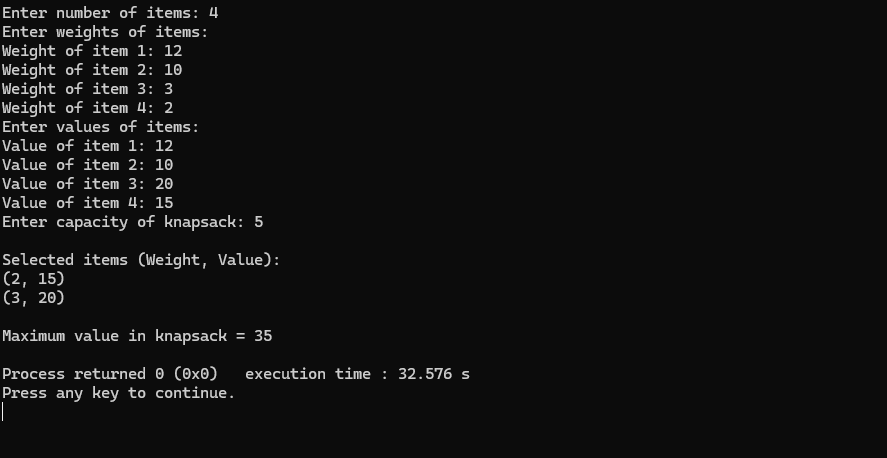 Enter number of items: 4
Enter weights of items:
Weight of item 1: 12
Weight of item 2: 10
Weight of item 3: 3
Weight of item 4: 2
Enter values of items:
Value of item 1: 12
Value of item 2: 10
Value of item 3: 20
Value of item 4: 15
Enter capacity of knapsack: 5
Selected items (Weight, Value):
(2, 15)
(3, 20)
Maximum value in knapsack = 35
Process returned 0 (0x0)   execution time : 32.576 s
Press any key to continue.